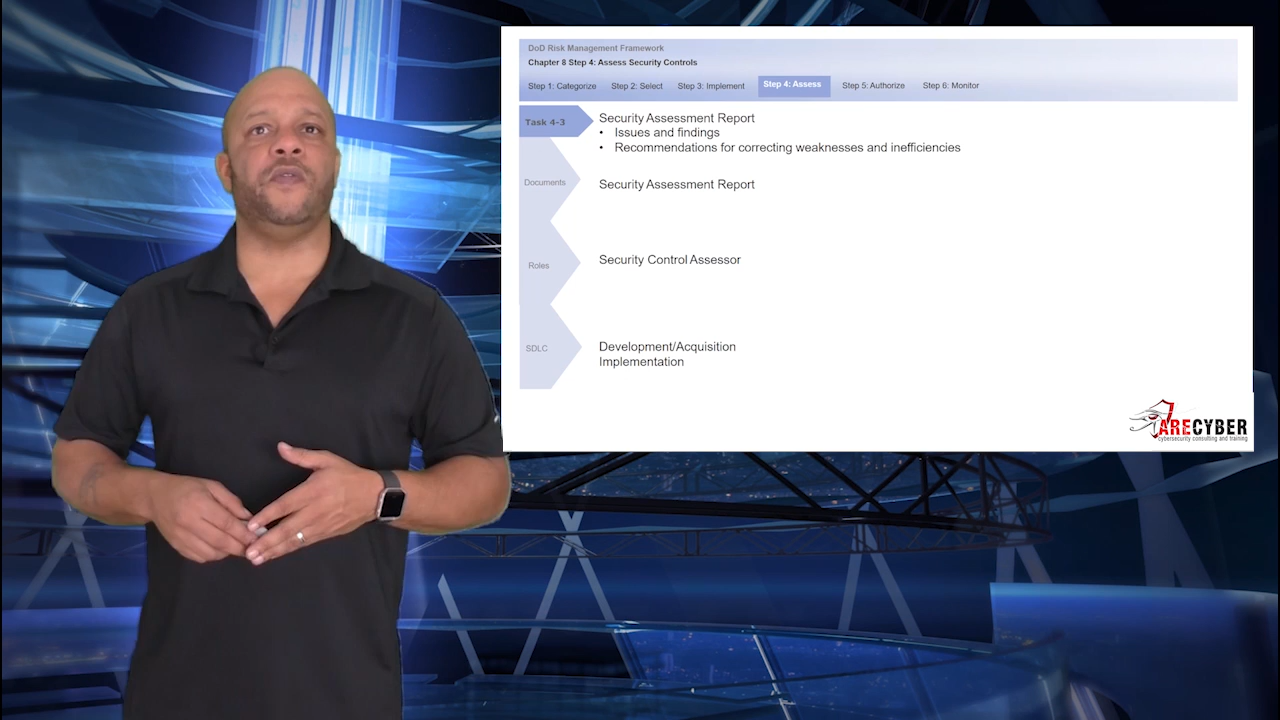 DoD Risk Management Framework
Chapter 8 Step 4: Assess Security Controls
Step 1: Categorize Step 2: Select Step 3: Implement Step 4: Assess Step 5: Authorize Step 6: Monitor
Task 4-3
Security Assessment Report
• Issues and findings
• Recommendations for correcting weaknesses and inefficiencies
Documents
Security Assessment Report
Roles
Security Control Assessor
SDLC
Development/Acquisition
Implementation
ARECYBER
cybersecurity consulting and training